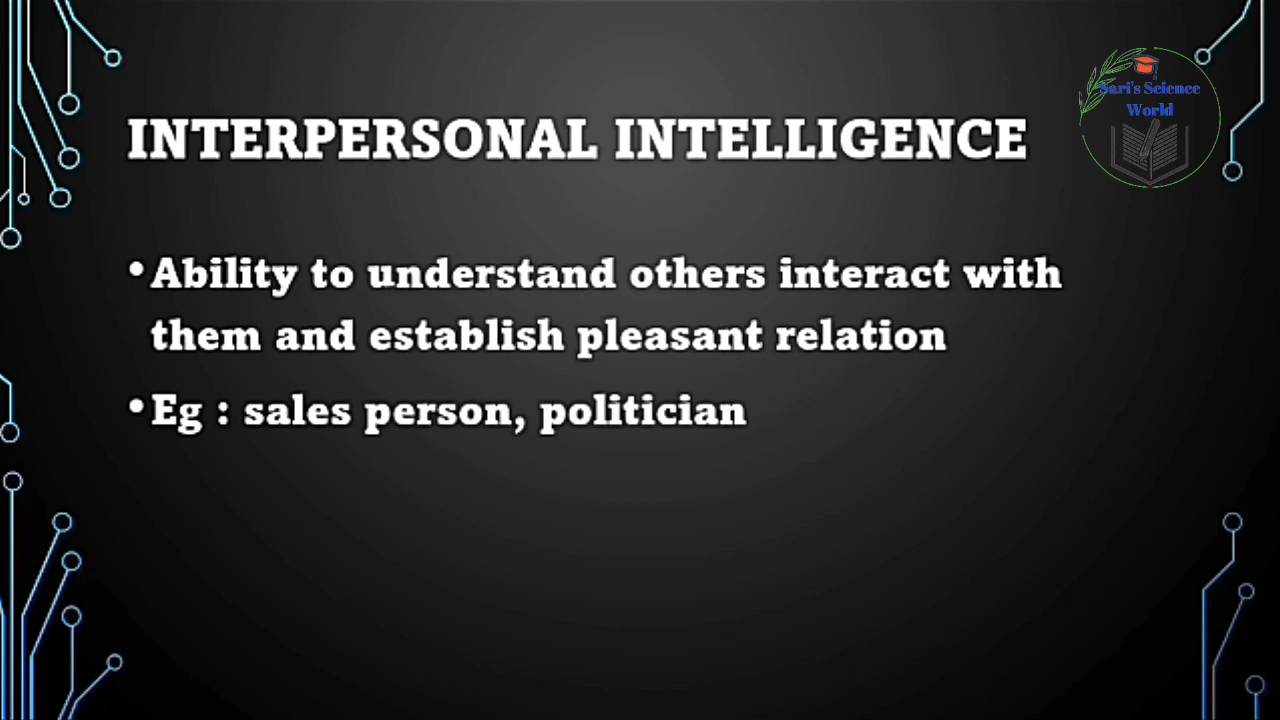 Sari's Science
World
INTERPERSONAL INTELLIGENCE
•Ability to understand others interact with
them and establish pleasant relation
•Eg : sales person, politician